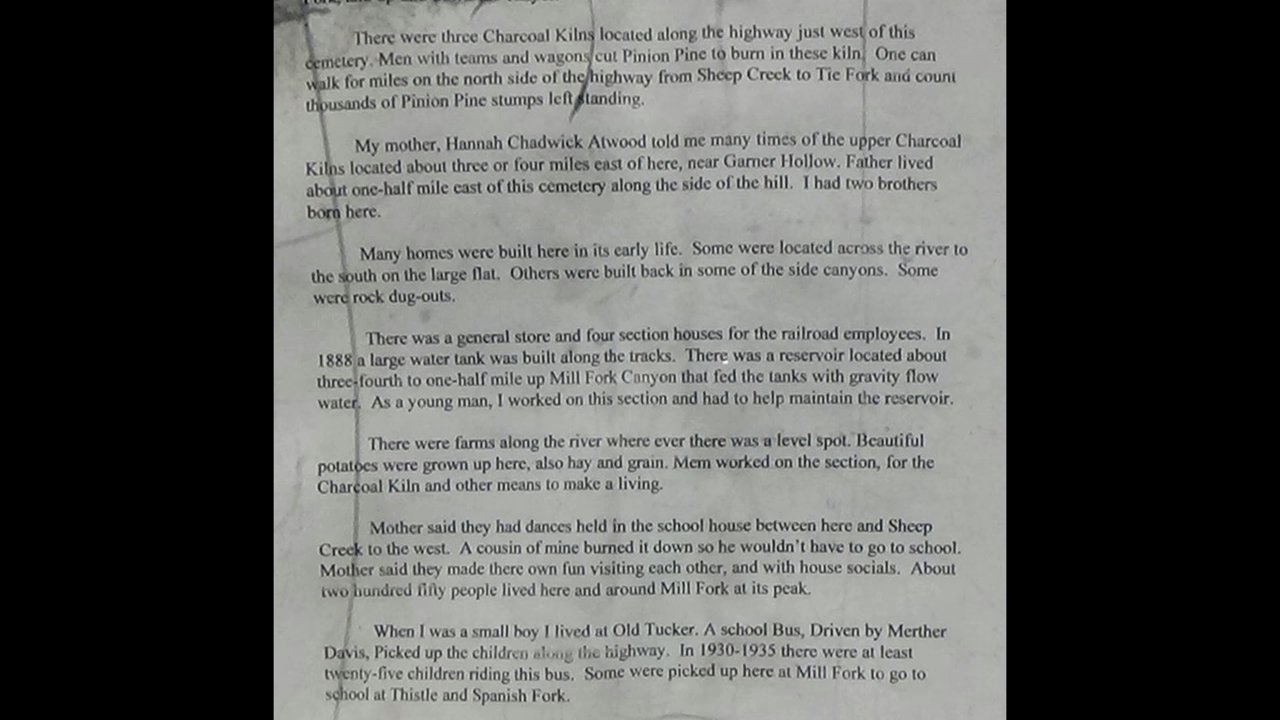 There were three Charcoal Kilns located along the highway just west of this
cemetery. Men with teams and wagons cut Pinion Pine to burn in these kiln. One can
walk for miles on the north side of the highway from Sheep Creek to Tie Fork and count
thousands of Pinion Pine stumps left standing.
My mother, Hannah Chadwick Atwood told me many times of the upper Charcoal
Kilns located about three or four miles east of here, near Garner Hollow. Father lived
about one-half mile east of this cemetery along the side of the hill. I had two brothers
born here.
Many homes were built here in its early life. Some were located across the river to
the south on the large flat. Others were built back in some of the side canyons. Some
were rock dug-outs.
There was a general store and four section houses for the railroad employees. In
1888 a large water tank was built along the tracks. There was a reservoir located about
three-fourth to one-half mile up Mill Fork Canyon that fed the tanks with gravity flow
water. As a young man, I worked on this section and had to help maintain the reservoir.
There were farms along the river where ever there was a level spot. Beautiful
potatoes were grown up here, also hay and grain. Mem worked on the section, for the
Charcoal Kiln and other means to make a living.
Mother said they had dances held in the school house between here and Sheep
Creek to the west. A cousin of mine burned it down so he wouldn't have to go to school.
Mother said they made there own fun visiting each other, and with house socials. About
two hundred fifty people lived here and around Mill Fork at its peak.
When I was a small boy I lived at Old Tucker. A school Bus, Driven by Merther
Davis, Picked up the children along the highway. In 1930-1935 there were at least
twenty-five children riding this bus. Some were picked up here at Mill Fork to go to
school at Thistle and Spanish Fork.